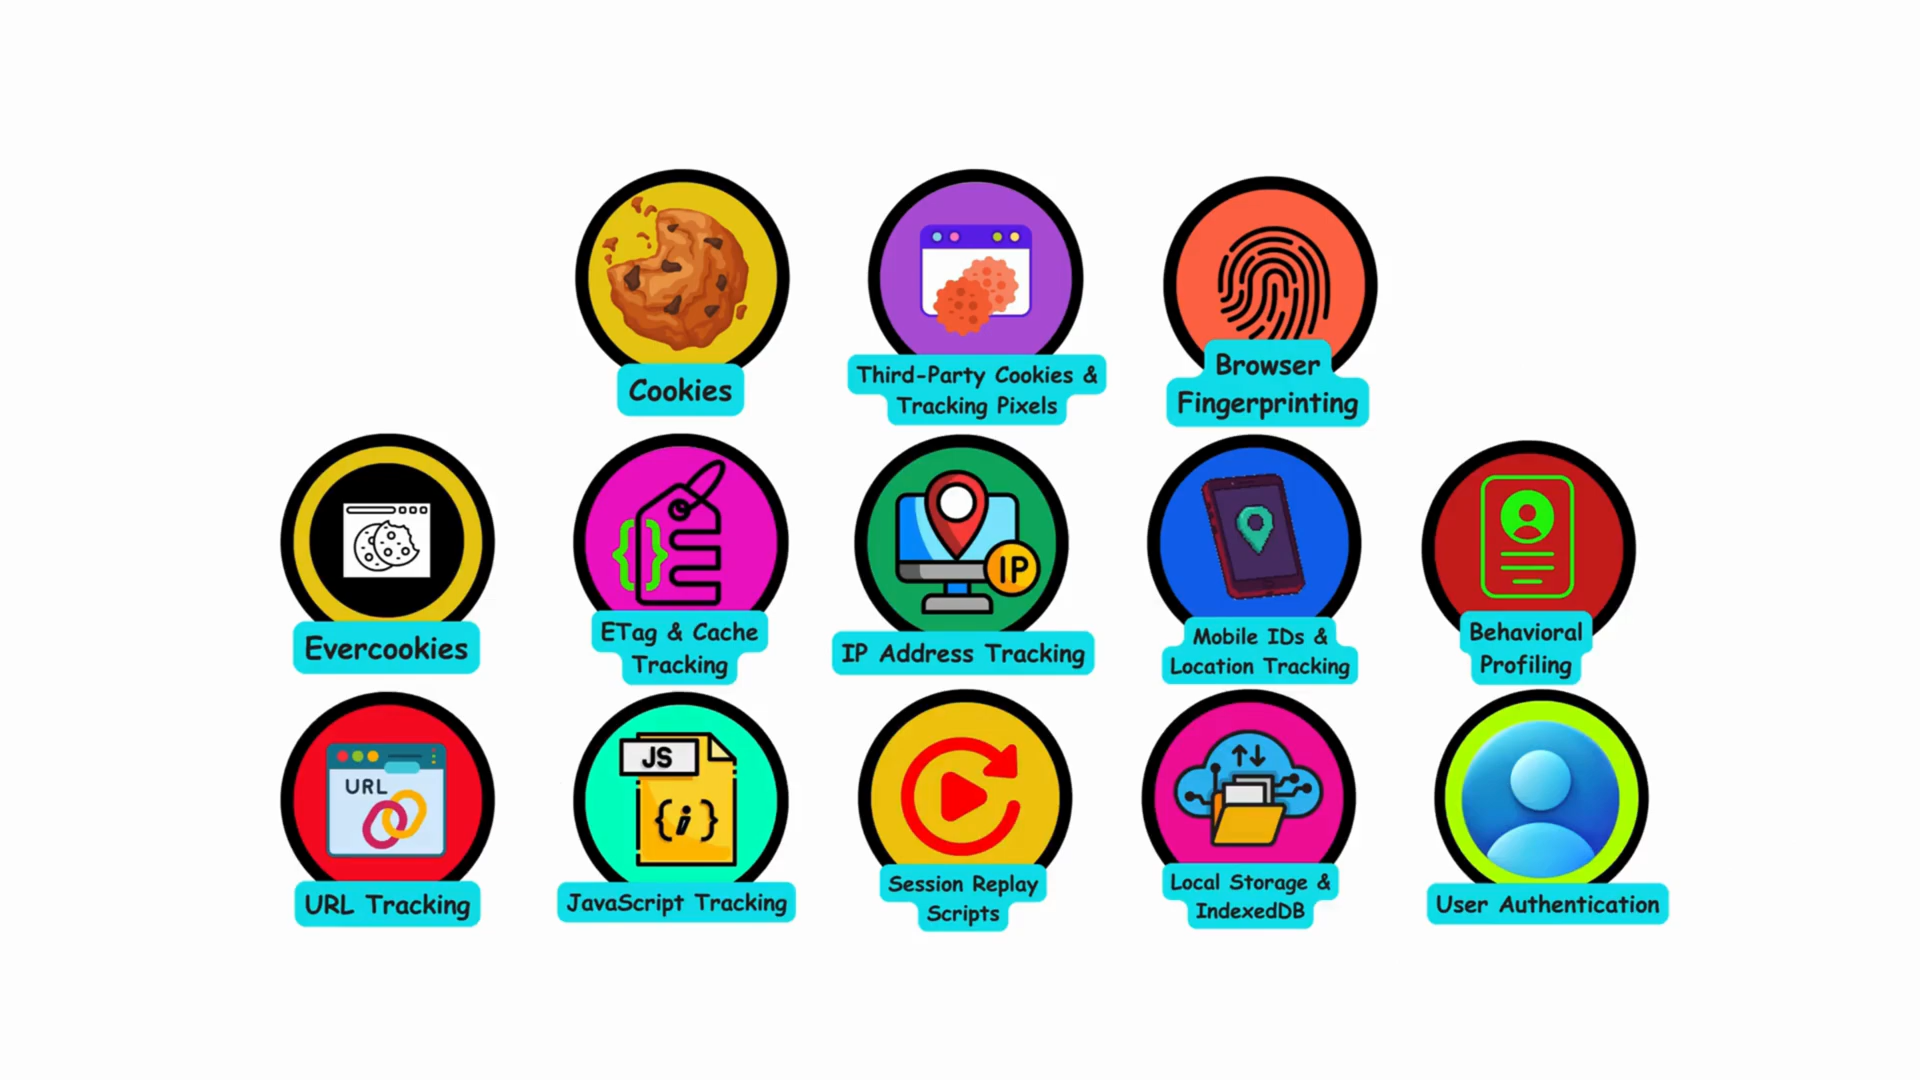 Cookies
Third-Party Cookies &
Tracking Pixels
Browser
Fingerprinting
Evercookies
ETag & Cache
Tracking
IP
IP Address Tracking
Mobile IDs &
Location Tracking
Behavioral
Profiling
URL
URL Tracking
JS
{i}
JavaScript Tracking
Session Replay
Scripts
Local Storage &
IndexedDB
User Authentication